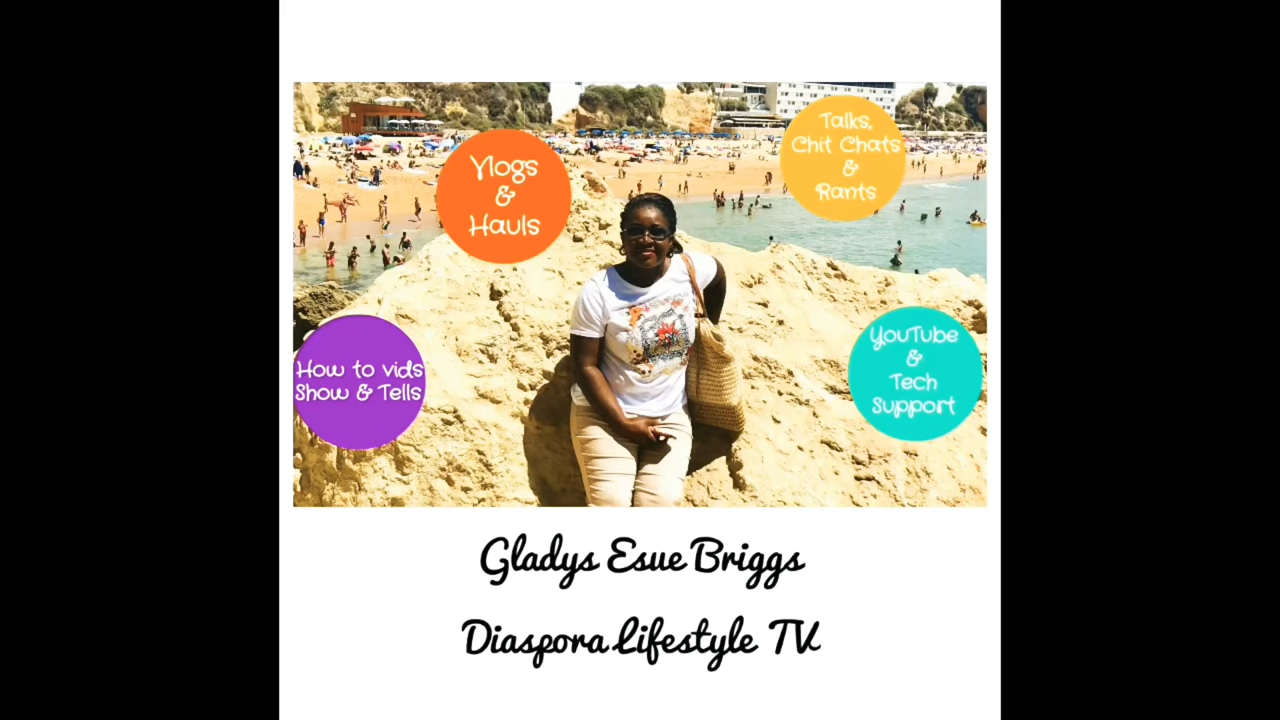 Vlogs
&
Hauls
Talks,
Chit Chats
&
Rants
How to vids
Show & Tells
YouTube
&
Tech
Support
Gladys Esue Briggs
Diaspora Lifestyle TV